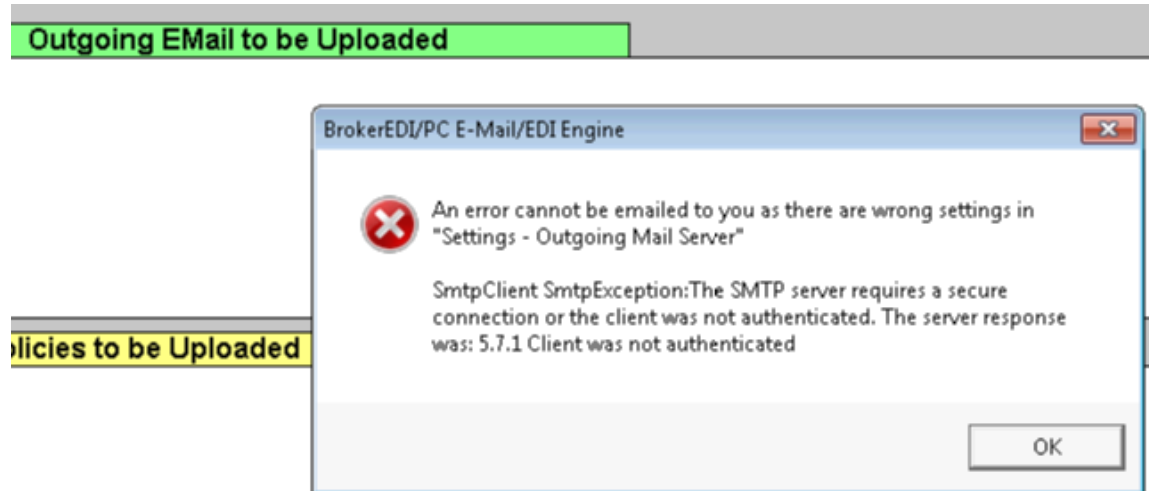 Outgoing EMail to be Uploaded
BrokerEDI/PC E-Mail/EDI Engine
An error cannot be emailed to you as there are wrong settings in
"Settings - Outgoing Mail Server"
SmtpClient SmtpException:The SMTP server requires a secure
connection or the client was not authenticated. The server response
was: 5.7.1 Client was not authenticated
licies to be Uploaded
OK